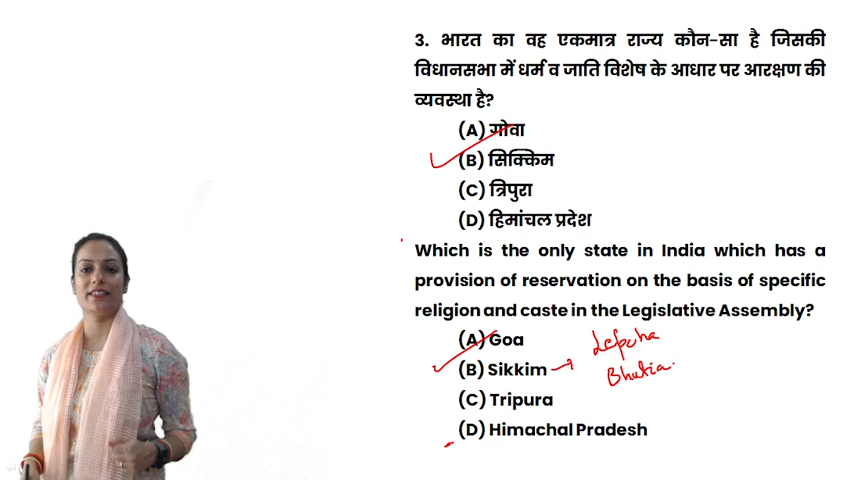 3. भारत का वह एकमात्र राज्य कौन-सा है जिसकी
विधानसभा में धर्म व जाति विशेष के आधार पर आरक्षण की
व्यवस्था है?
(A) गोवा
(B) सिक्किम
(C) त्रिपुरा
(D) हिमांचल प्रदेश
Which is the only state in India which has a
provision of reservation on the basis of specific
religion and caste in the Legislative Assembly?
(A) Goa
Lepcha
(B) Sikkim →
Bhutia
(C) Tripura
(D) Himachal Pradesh